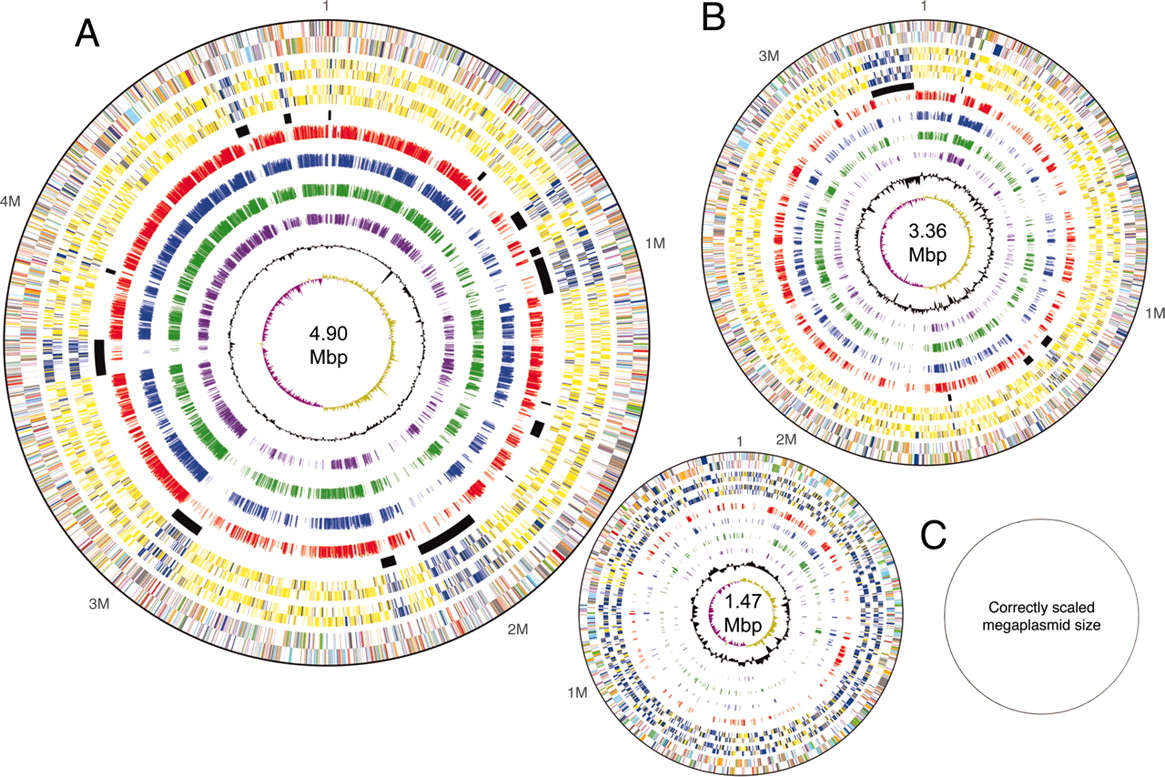 A
1
1M
2M
3M
4M
4.90
Mbp
B
1
1M
2M
3M
3.36
Mbp
C
1
1M
1.47
Mbp
Correctly scaled
megaplasmid size